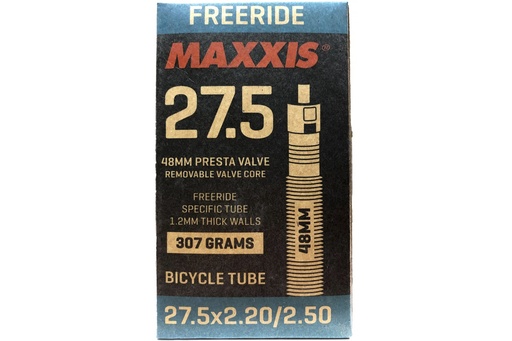 FREERIDE
MAXXIS®
27.5
48MM PRESTA VALVE
REMOVABLE VALVE CORE
FREERIDE
SPECIFIC TUBE
1.2MM THICK WALLS
307 GRAMS
48MM
BICYCLE TUBE
27.5x2.20/2.50